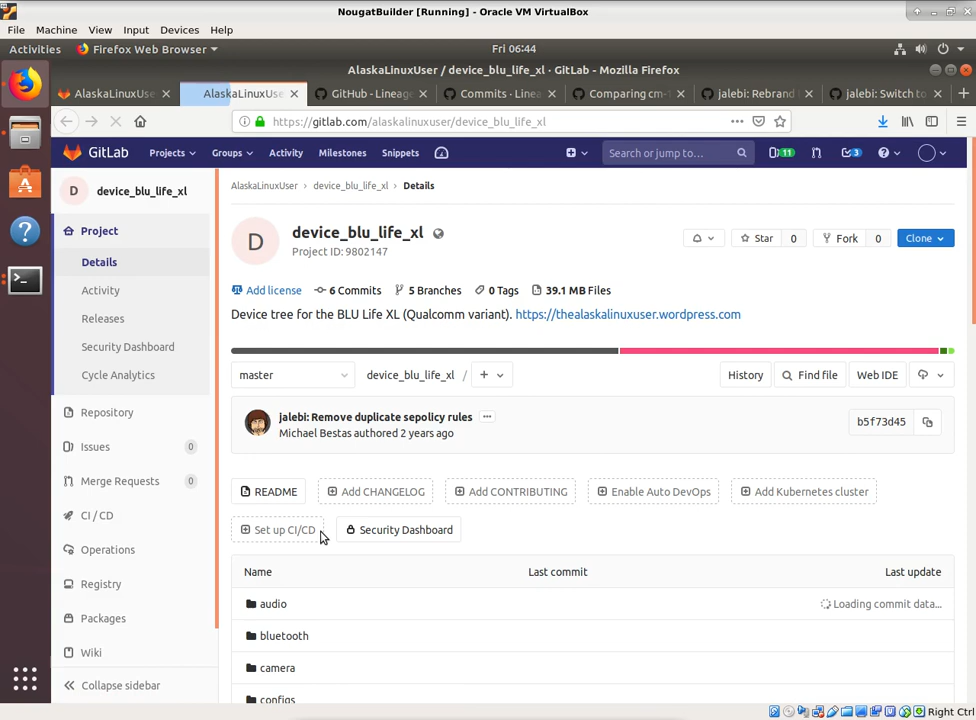 NougatBuilder [Running] - Oracle VM VirtualBox
File Machine View Input Devices Help
Activities Firefox Web Browser Fri 06:44
AlaskaLinuxUser / device_blu_life_xl · GitLab - Mozilla Firefox
AlaskaLinuxUse AlaskaLinuxUse GitHub - Lineag Commits · Linea Comparing cm- jalebi: Rebrand jalebi: Switch to
https://gitlab.com/alaskalinuxuser/device_blu_life_xl
GitLab Projects Groups Activity Milestones Snippets Search or jump to... 11 3
D device_blu_life_xl
Project
Details
Activity
Releases
Security Dashboard
Cycle Analytics
Repository
Issues 0
Merge Requests 0
CI / CD
Operations
Registry
Packages
Wiki
Collapse sidebar
AlaskaLinuxUser › device_blu_life_xl › Details
D
device_blu_life_xl
Project ID: 9802147
Star 0 Fork 0 Clone
Add license 6 Commits 5 Branches 0 Tags 39.1 MB Files
Device tree for the BLU Life XL (Qualcomm variant). https://thealaskalinuxuser.wordpress.com
master device_blu_life_xl / + History Find file Web IDE
jalebi: Remove duplicate sepolicy rules
Michael Bestas authored 2 years ago
b5f73d45
README Add CHANGELOG Add CONTRIBUTING Enable Auto DevOps Add Kubernetes cluster
Set up CI/CD Security Dashboard
Name Last commit Last update
audio Loading commit data...
bluetooth
camera
configs
Right Ctrl